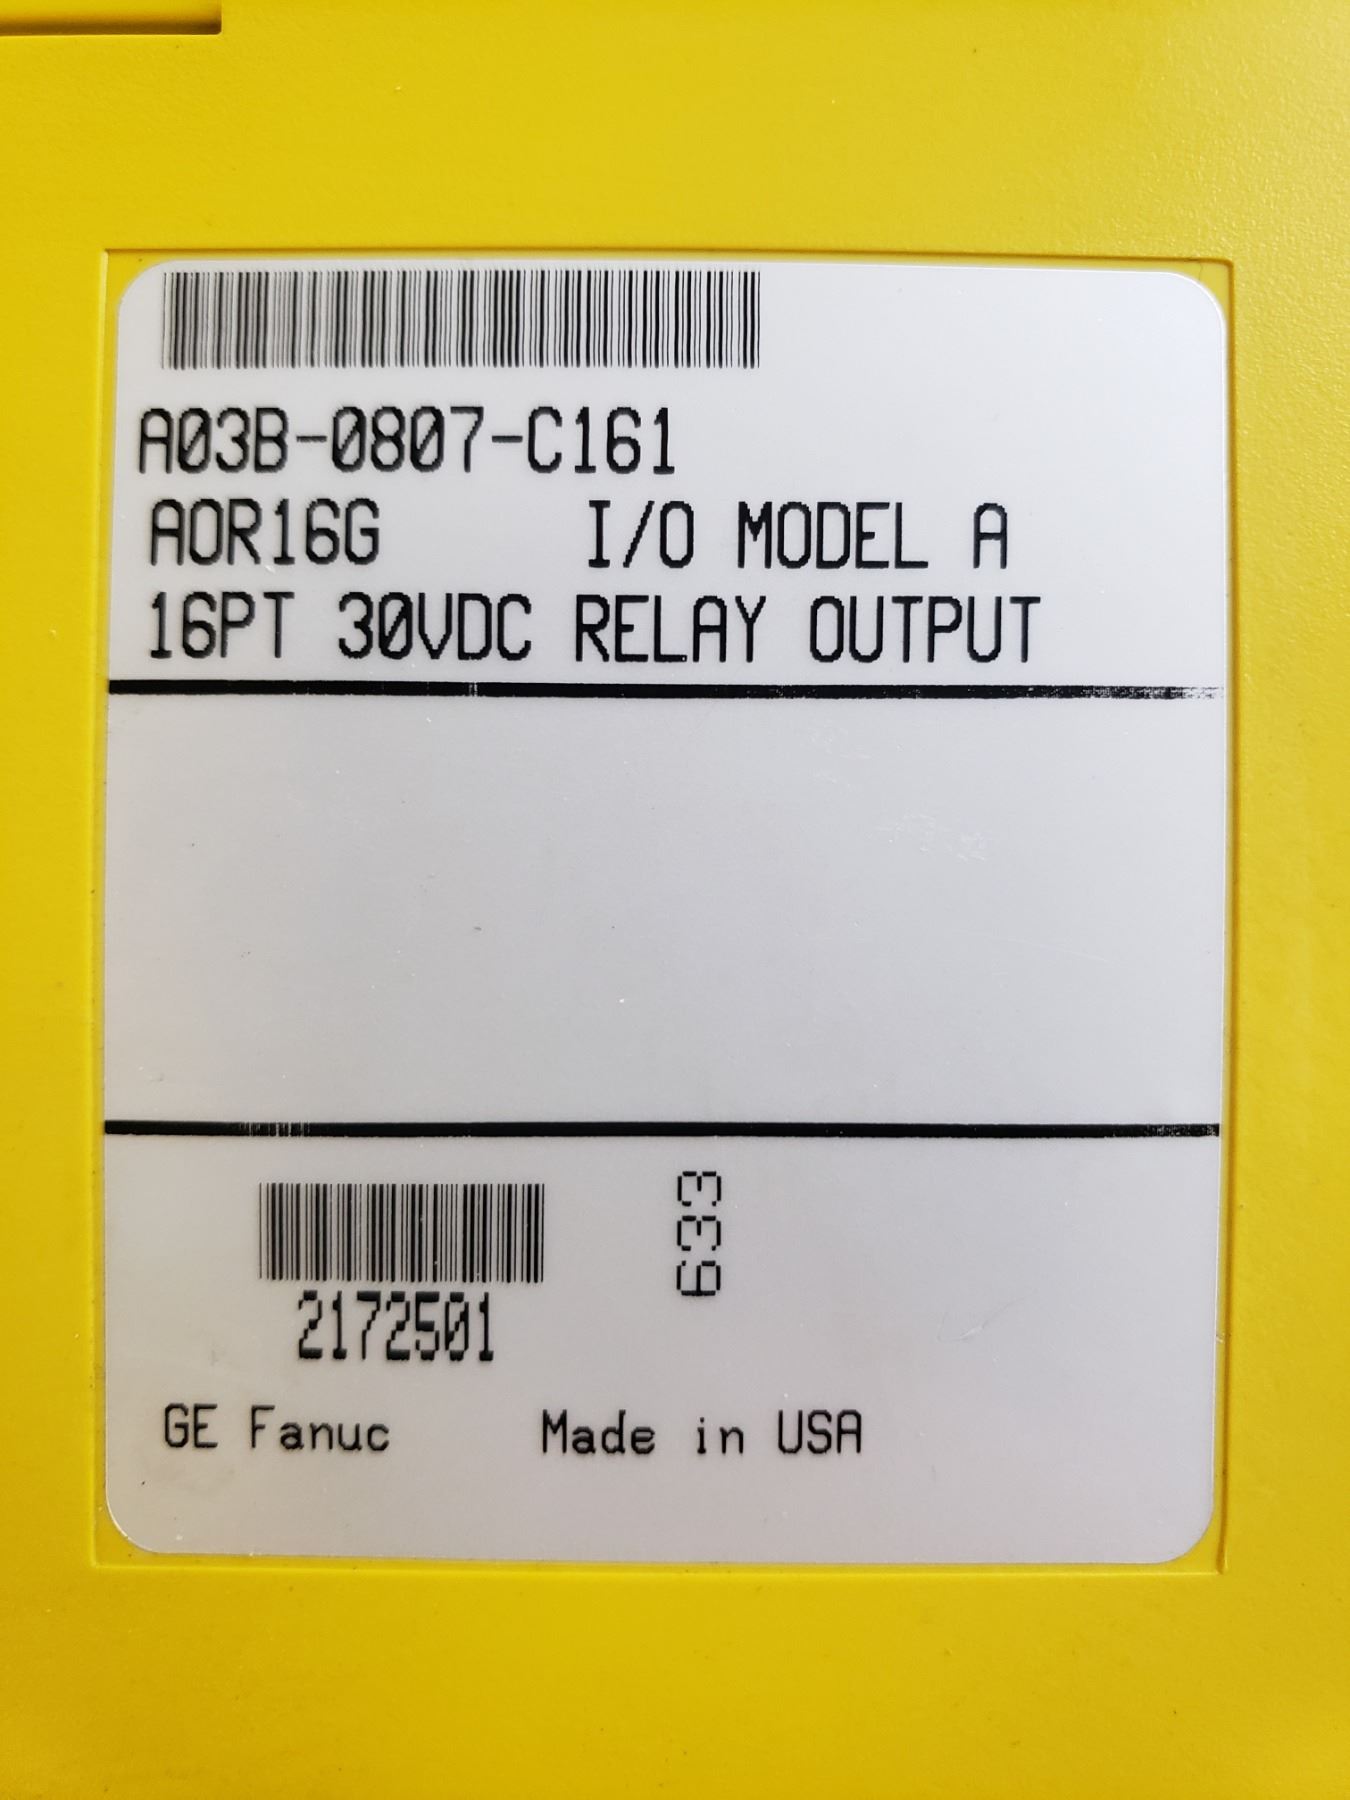 A03B-0807-C161
AOR16G I/O MODEL A
16PT 30VDC RELAY OUTPUT
633
2172501
GE Fanuc Made in USA